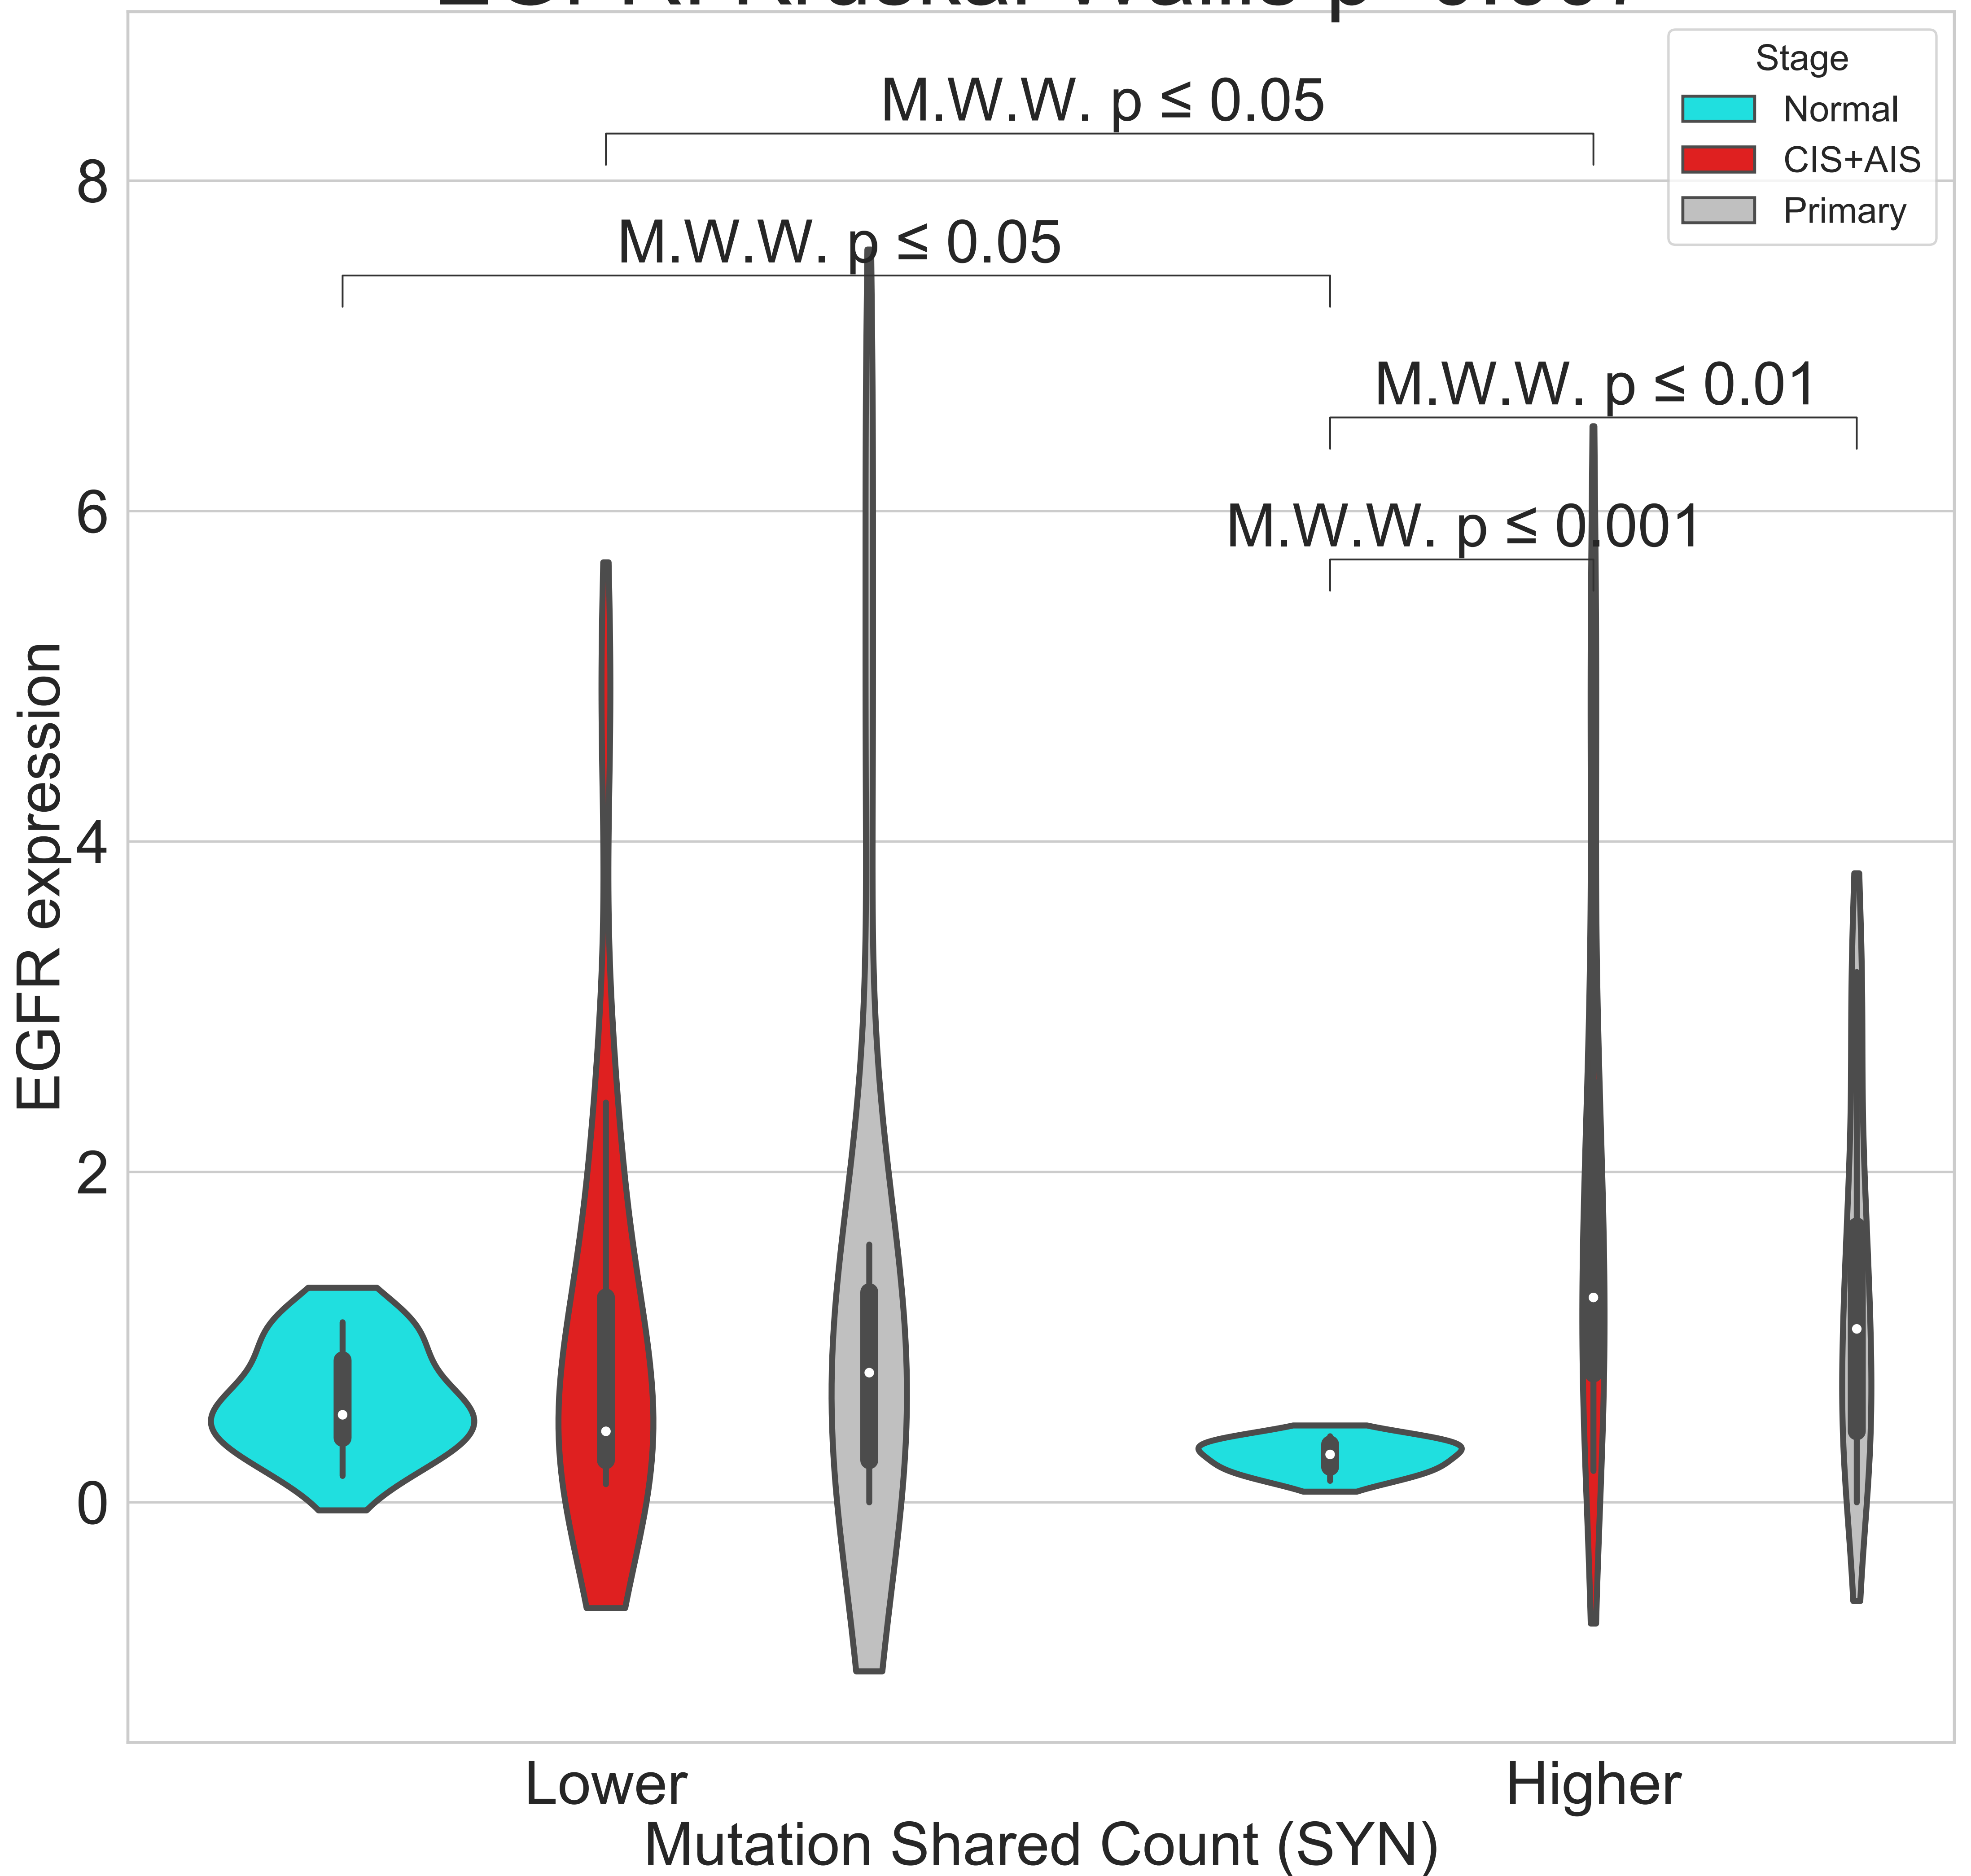 Stage
Normal
CIS+AIS
Primary
M.W.W. p ≤ 0.05
M.W.W. p ≤ 0.05
M.W.W. p ≤ 0.01
M.W.W. p ≤ 0.001
EGFR expression
8
6
4
2
0
Lower
Higher
Mutation Shared Count (SYN)